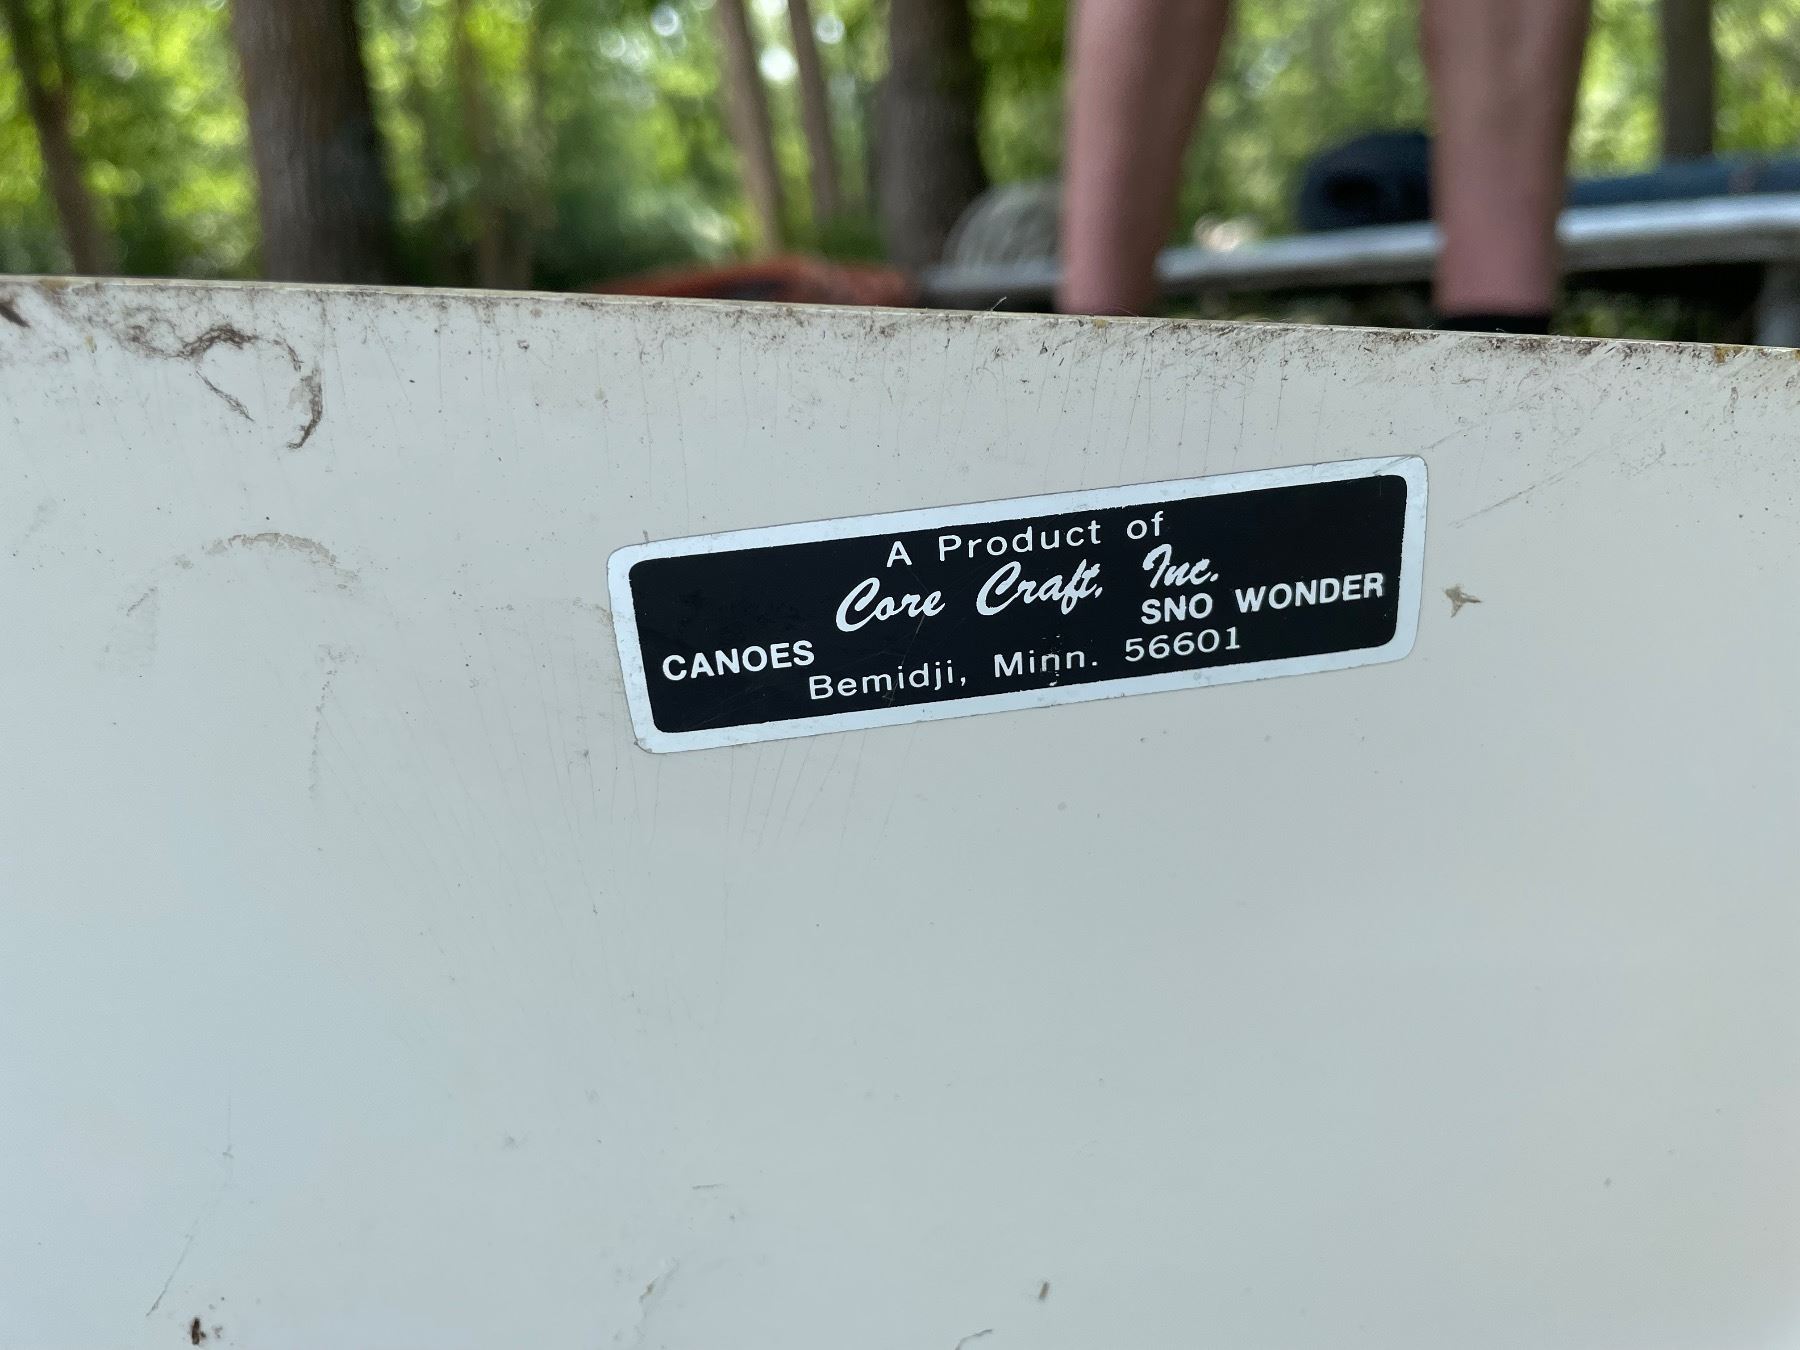 A Product of
Core Craft, Inc.
CANOES SNO WONDER
Bemidji, Minn. 56601